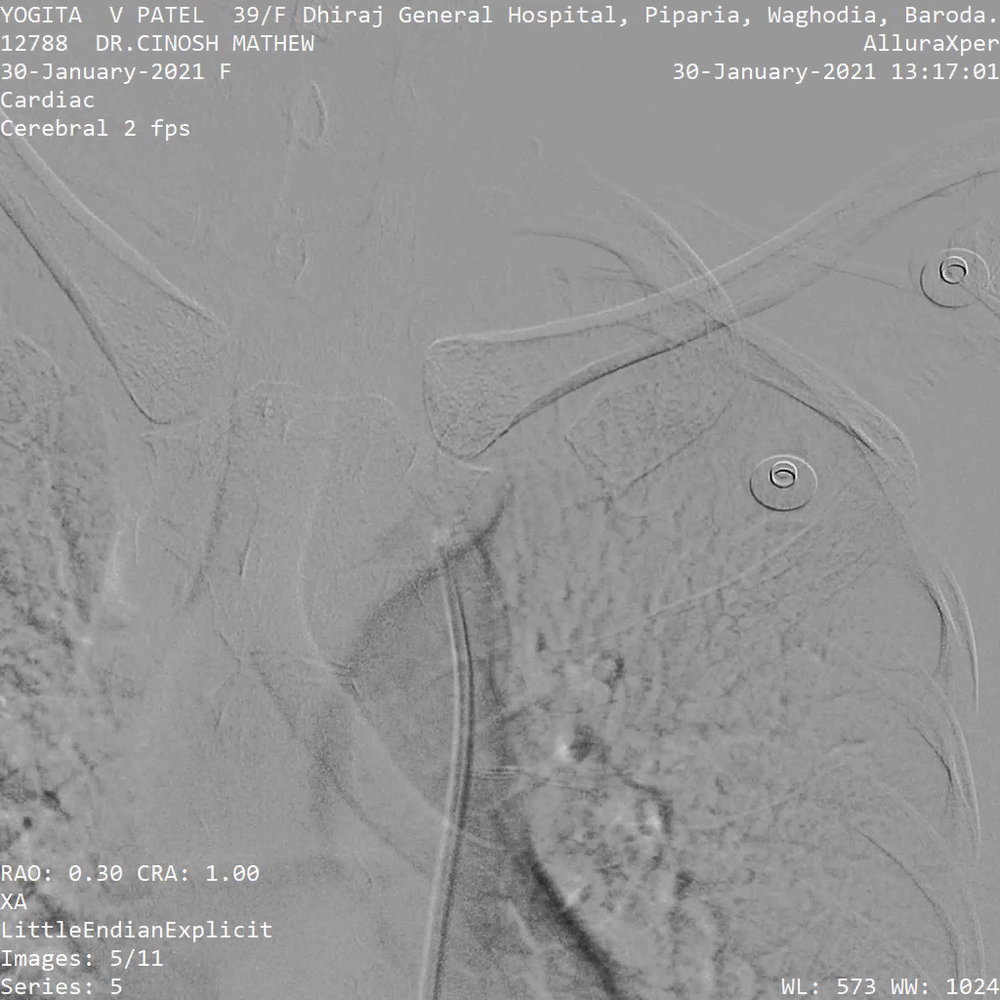 YOGITA  V PATEL  39/F Dhiraj General Hospital, Piparia, Waghodia, Baroda.
12788  DR.CINOSH MATHEW
AlluraXper
30-January-2021 F
30-January-2021 13:17:01
Cardiac
Cerebral 2 fps
RAO: 0.30 CRA: 1.00
XA
LittleEndianExplicit
Images: 5/11
Series: 5
WL: 573 WW: 1024